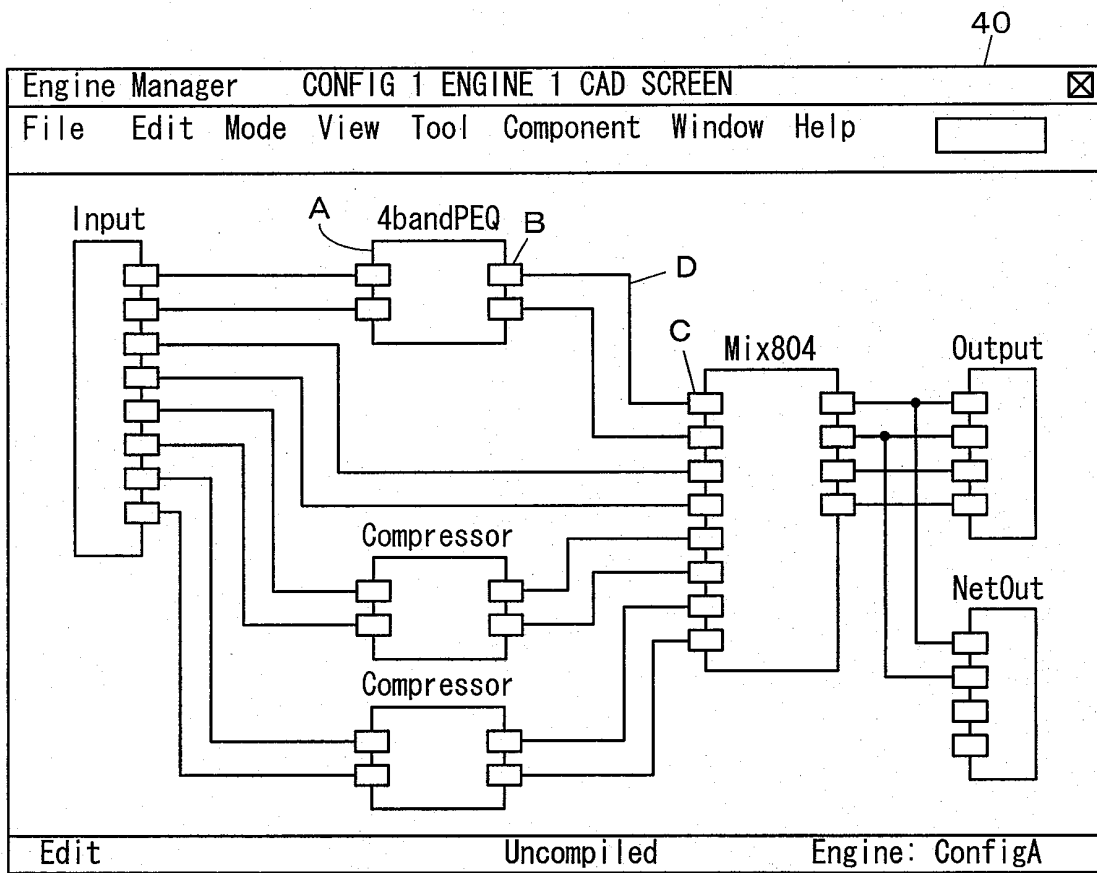 40
Engine Manager CONFIG 1 ENGINE 1 CAD SCREEN
File Edit Mode View Tool Component Window Help
Input
A
4bandPEQ
B
D
C
Mix804
Output
Compressor
NetOut
Compressor
Edit Uncompiled Engine: ConfigA